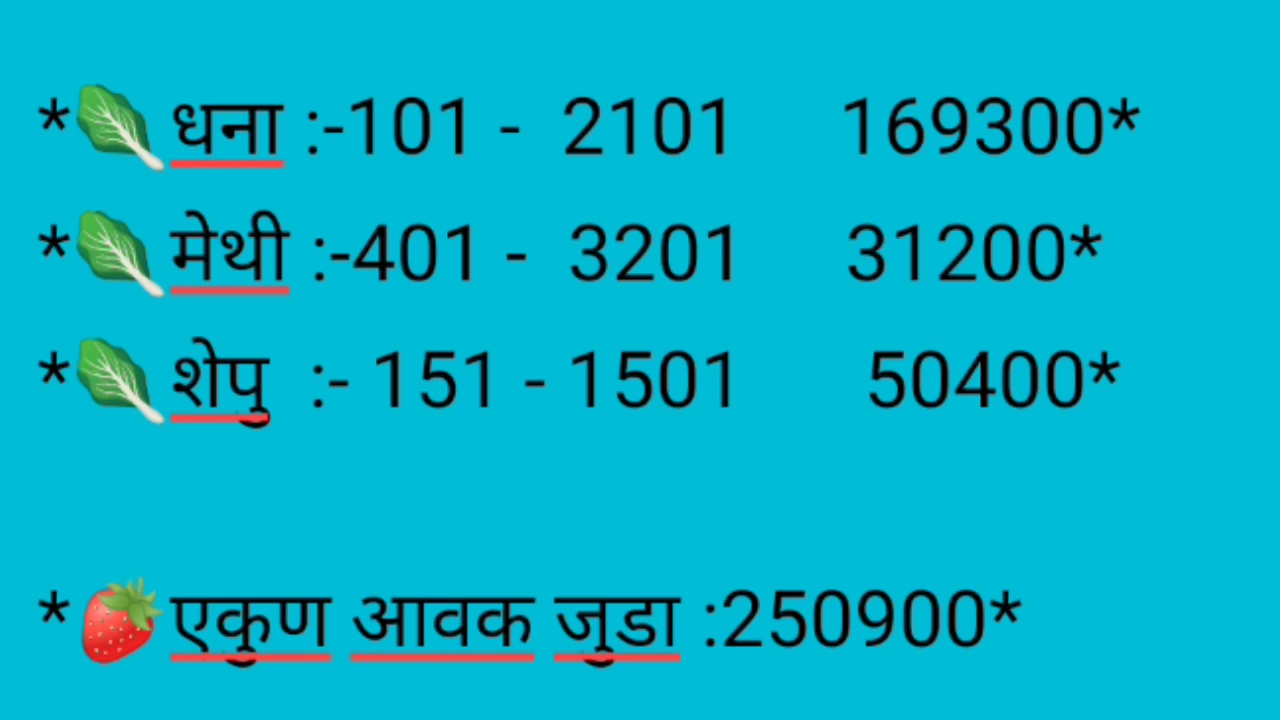 *🥬धना :-101 - 2101 169300*
*🥬मेथी :-401 - 3201 31200*
*🥬शेपु :- 151 - 1501 50400*
*🍓एकुण आवक जुडा :250900*